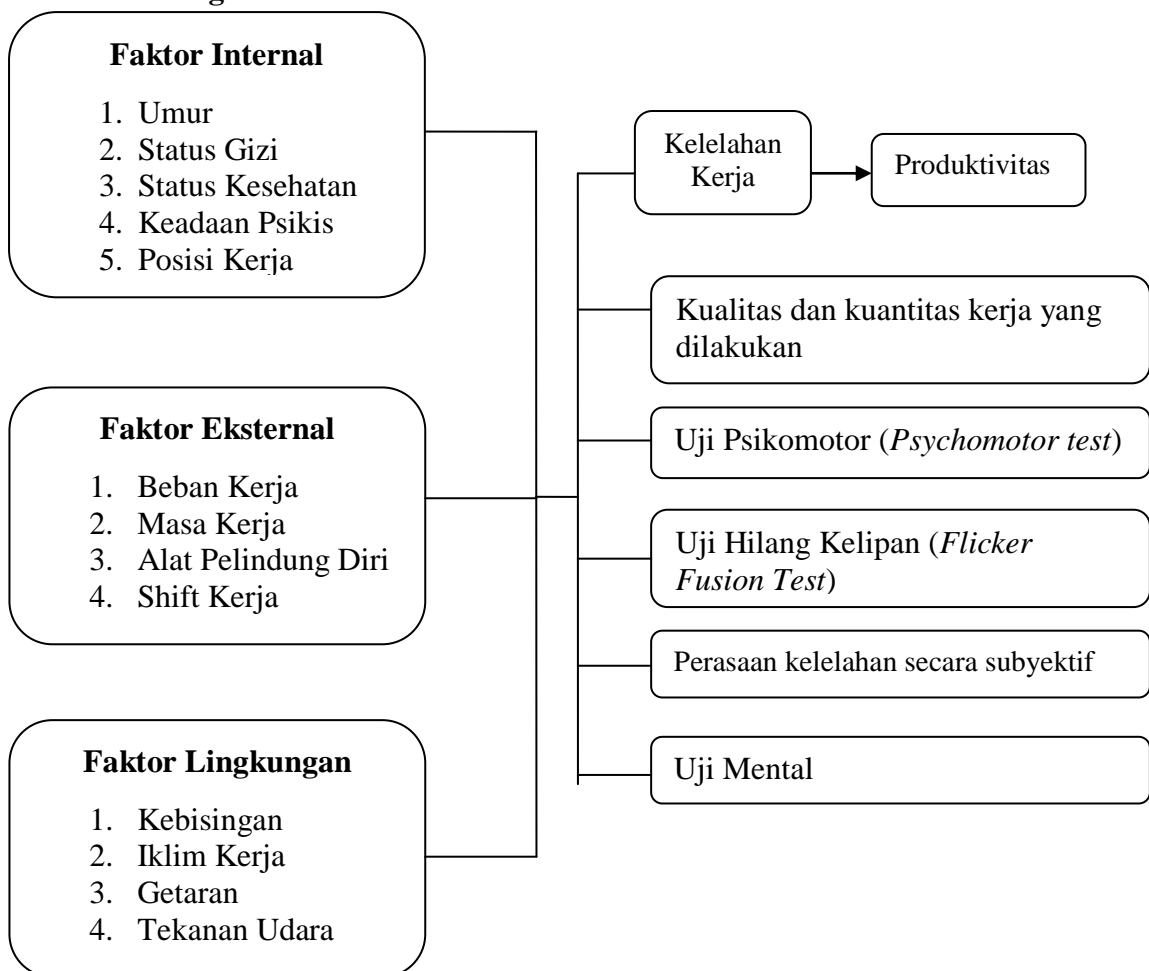 Faktor Internal
1. Umur
2. Status Gizi
3. Status Kesehatan
4. Keadaan Psikis
5. Posisi Kerja
Faktor Eksternal
1. Beban Kerja
2. Masa Kerja
3. Alat Pelindung Diri
4. Shift Kerja
Faktor Lingkungan
1. Kebisingan
2. Iklim Kerja
3. Getaran
4. Tekanan Udara
Kelelahan
Kerja
Produktivitas
Kualitas dan kuantitas kerja yang
dilakukan
Uji Psikomotor (Psychomotor test)
Uji Hilang Kelipan (Flicker
Fusion Test)
Perasaan kelelahan secara subyektif
Uji Mental